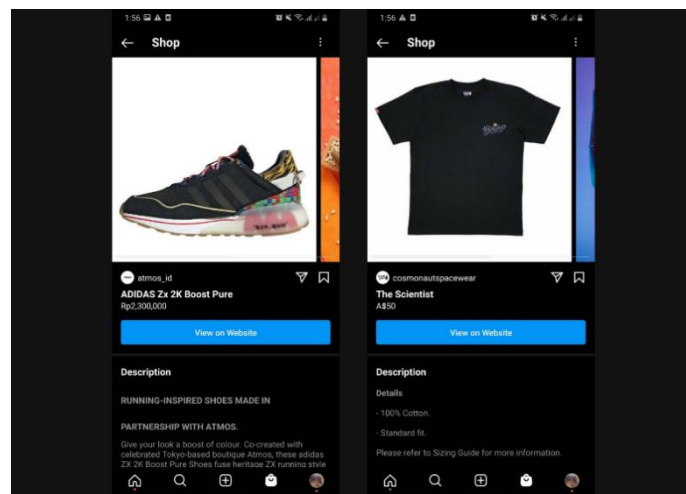 1:56
Shop
atmos_id
ADIDAS Zx 2K Boost Pure
Rp2,300,000
View on Website
Description
RUNNING-INSPIRED SHOES MADE IN
PARTNERSHIP WITH ATMOS.
Give your look a boost of colour. Co-created with
celebrated Tokyo-based boutique Atmos, these adidas
ZX 2K Boost Pure Shoes fuse heritage ZX running style
1:56
Shop
cosmonautspacewear
The Scientist
A$50
View on Website
Description
Details
- 100% Cotton.
- Standard fit.
Please refer to Sizing Guide for more information.